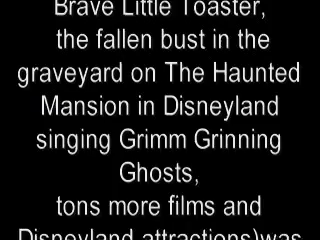 Brave Little Toaster,
the fallen bust in the
graveyard on The Haunted
Mansion in Disneyland
singing Grimm Grinning
Ghosts,
tons more films and
Disneyland attractions)was